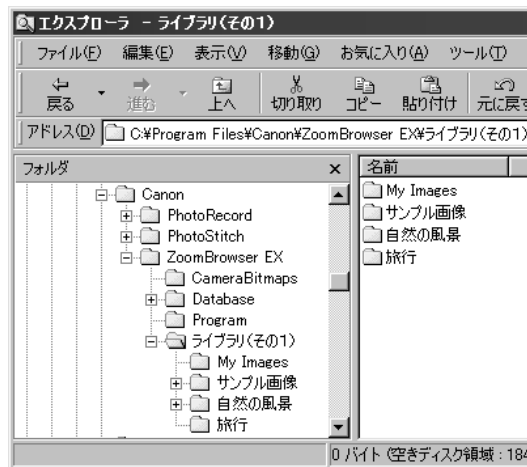 エクスプローラ － ライブラリ(その1)
ファイル(F) 編集(E) 表示(V) 移動(G) お気に入り(A) ツール(T)
戻る 進む 上へ 切り取り コピー 貼り付け 元に戻す
アドレス(D) C:¥Program Files¥Canon¥ZoomBrowser EX¥ライブラリ(その1)
フォルダ × 名前
Canon
PhotoRecord
PhotoStitch
ZoomBrowser EX
CameraBitmaps
Database
Program
ライブラリ(その1)
My Images
サンプル画像
自然の風景
旅行
My Images
サンプル画像
自然の風景
旅行
0 バイト (空きディスク領域 : 184